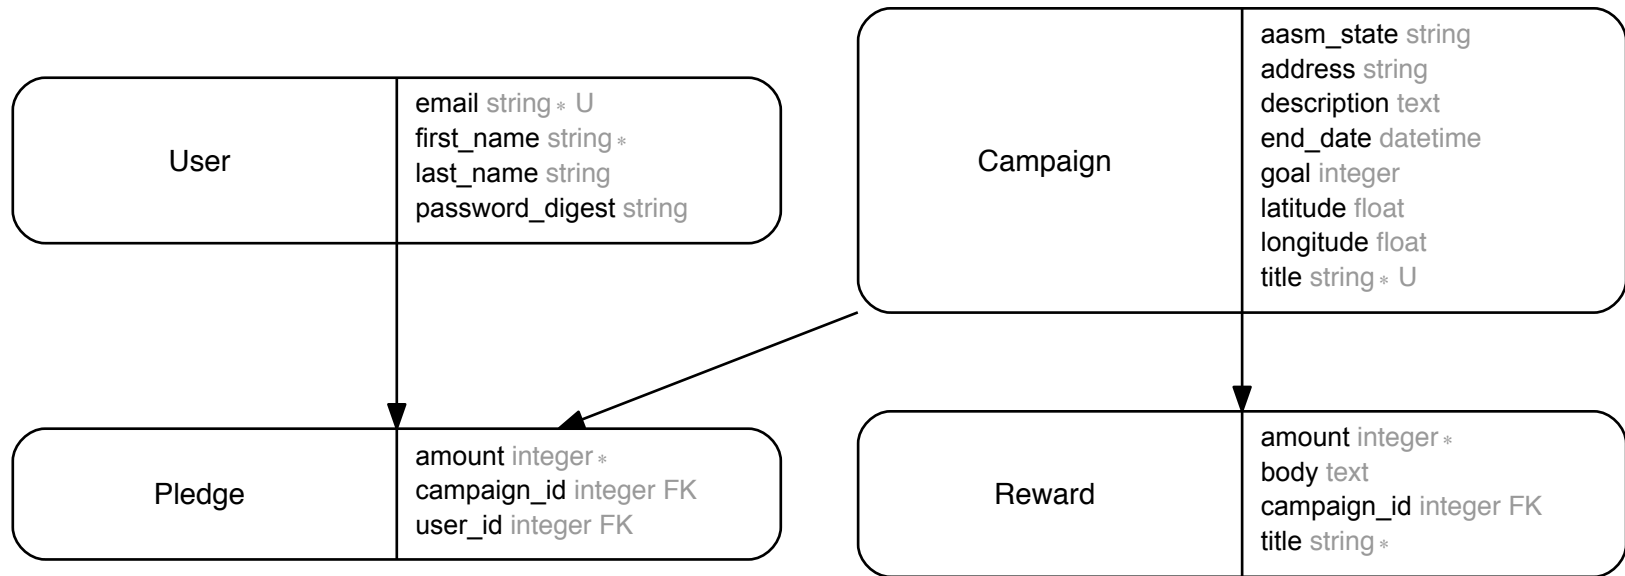 User
email string* U
first_name string*
last_name string
password_digest string
Campaign
aasm_state string
address string
description text
end_date datetime
goal integer
latitude float
longitude float
title string* U
Pledge
amount integer*
campaign_id integer FK
user_id integer FK
Reward
amount integer*
body text
campaign_id integer FK
title string*